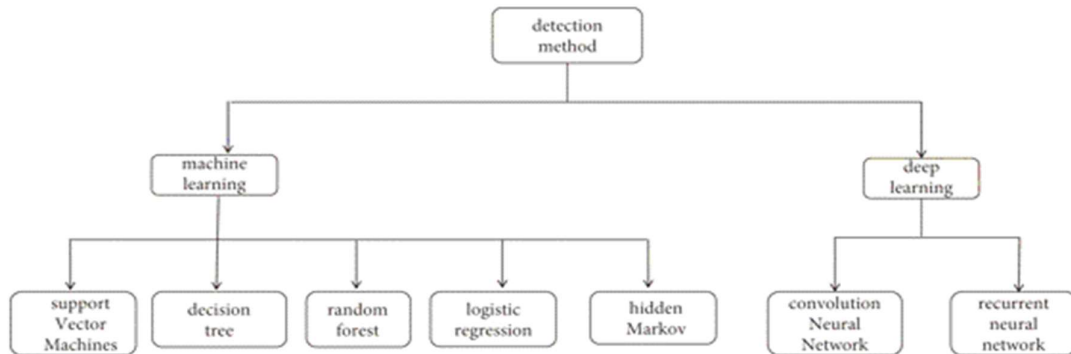 detection
method
machine
learning
deep
learning
support
Vector
Machines
decision
tree
random
forest
logistic
regression
hidden
Markov
convolution
Neural
Network
recurrent
neural
network